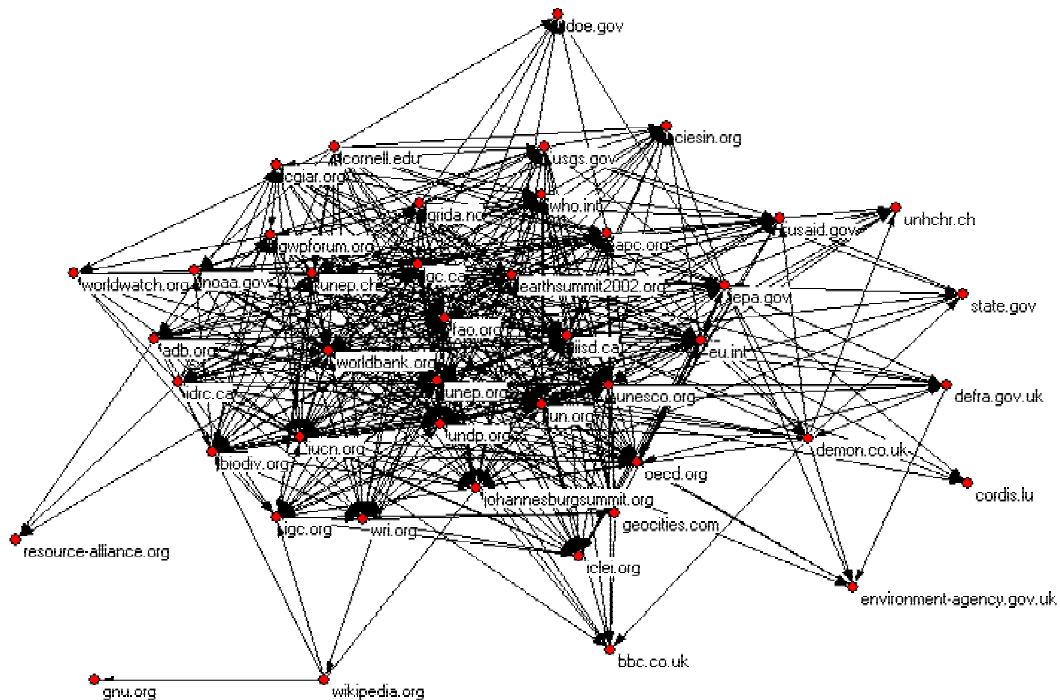 doe.gov
ciesin.org
cornell.edu
usgs.gov
cgiar.org
who.int
grida.no
unhchr.ch
usaid.gov
apc.org
gwpforum.org
gc.ca
worldwatch.org
noaa.gov
unep.ch
earthsummit2002.org
epa.gov
state.gov
fao.org
iisd.ca
eu.int
adb.org
worldbank.org
idrc.ca
unep.org
unesco.org
defra.gov.uk
un.org
undp.org
iucn.org
demon.co.uk
biodiv.org
oecd.org
cordis.lu
johannesburgsummit.org
igc.org
wri.org
geocities.com
resource-alliance.org
iclei.org
environment-agency.gov.uk
bbc.co.uk
gnu.org
wikipedia.org